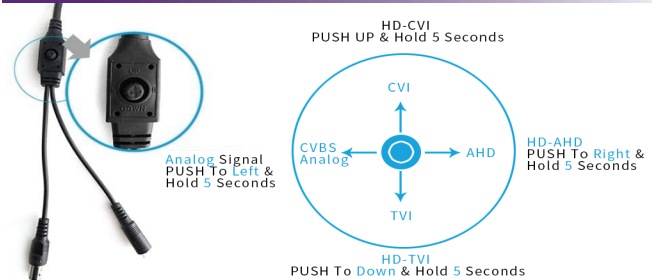 HD-CVI
PUSH UP & Hold 5 Seconds
CVI
UP
R
DOWN
CVBS
Analog
AHD
TVI
Analog Signal
PUSH To Left &
Hold 5 Seconds
HD-AHD
PUSH To Right &
Hold 5 Seconds
HD-TVI
PUSH To Down & Hold 5 Seconds